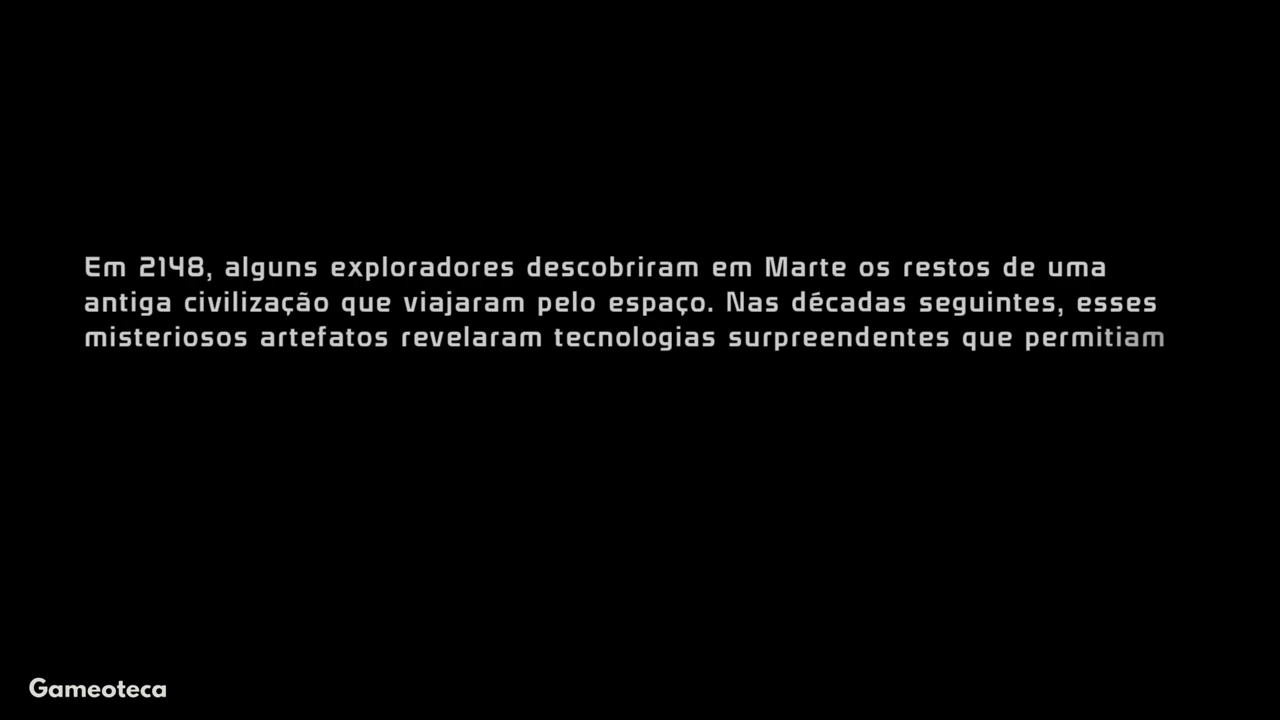 Em 2148, alguns exploradores descobriram em Marte os restos de uma
antiga civilização que viajaram pelo espaço. Nas décadas seguintes, esses
misteriosos artefatos revelaram tecnologias surpreendentes que permitiam
Gameoteca